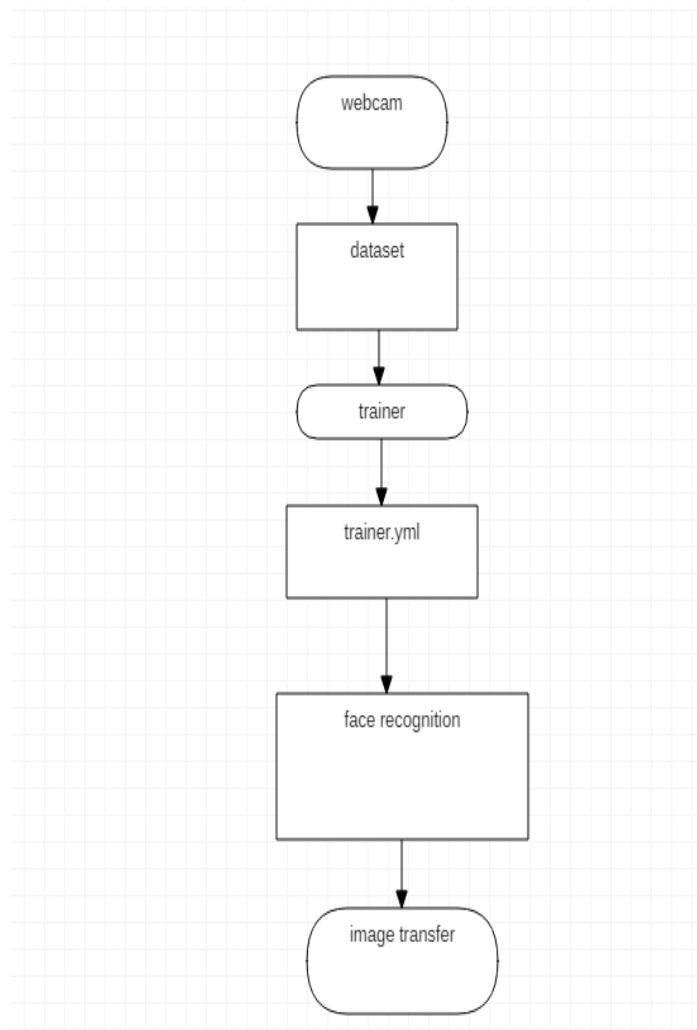 webcam
dataset
trainer
trainer.yml
face recognition
image transfer